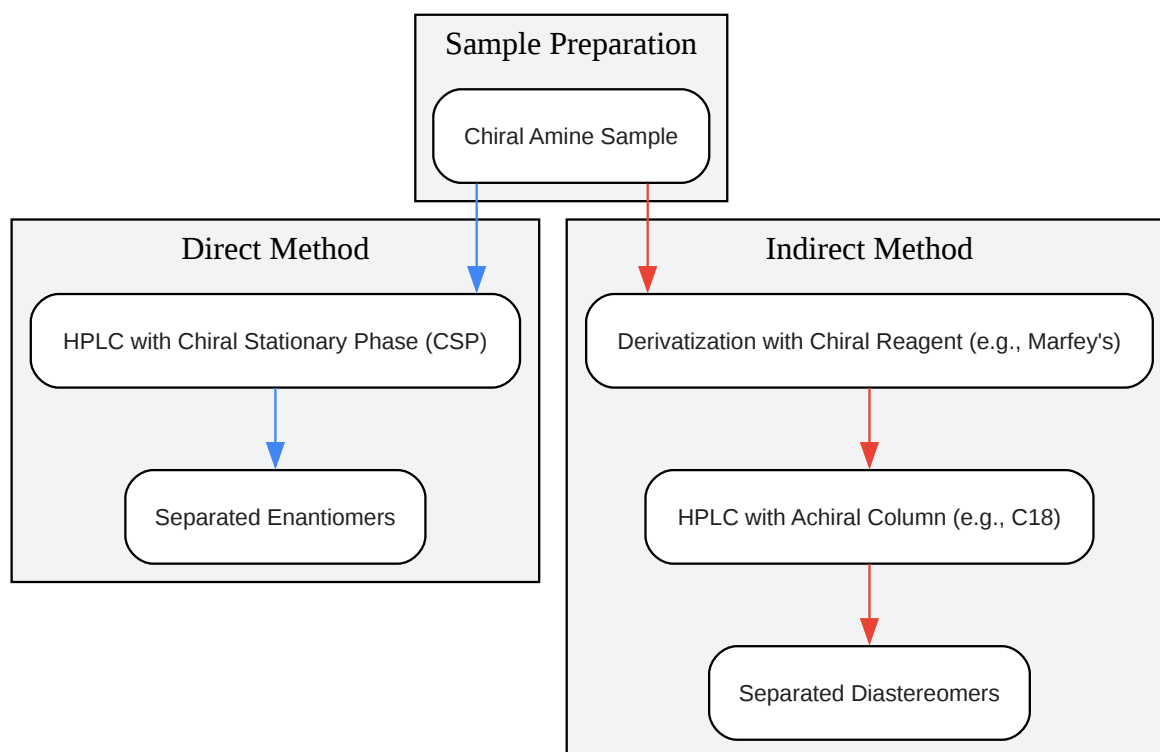 Sample Preparation
Chiral Amine Sample
Direct Method
HPLC with Chiral Stationary Phase (CSP)
Separated Enantiomers
Indirect Method
Derivatization with Chiral Reagent (e.g., Marfey's)
HPLC with Achiral Column (e.g., C18)
Separated Diastereomers